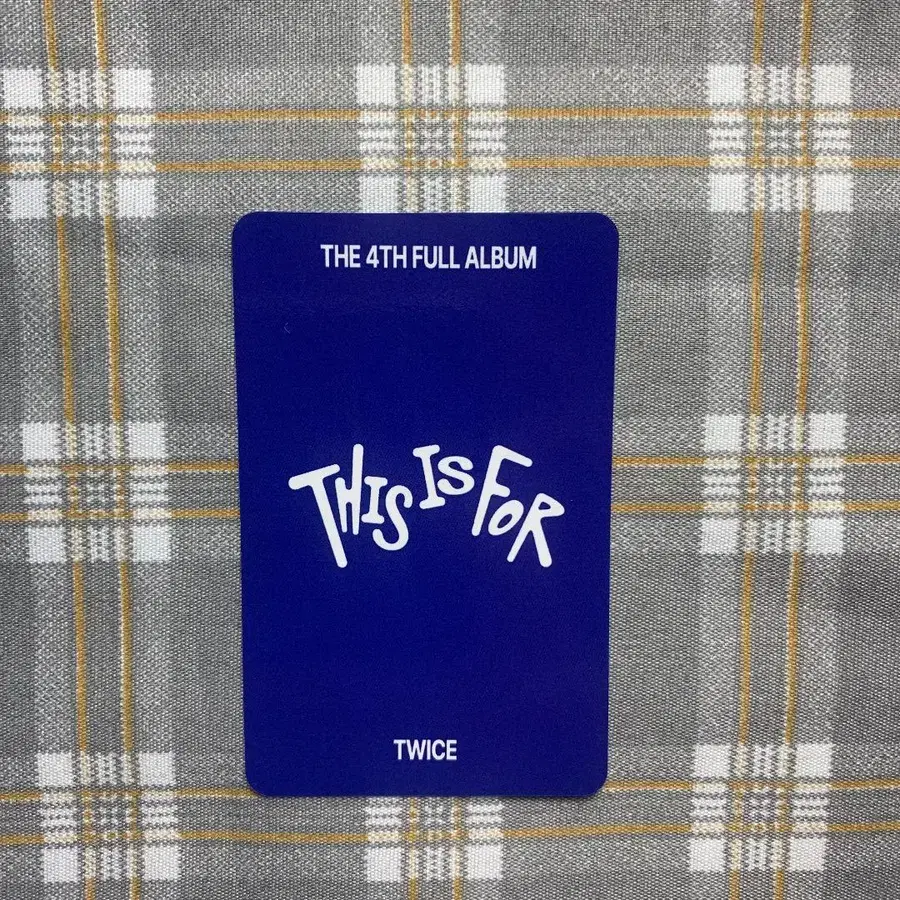 THE 4TH FULL ALBUM
THIS IS FOR
TWICE